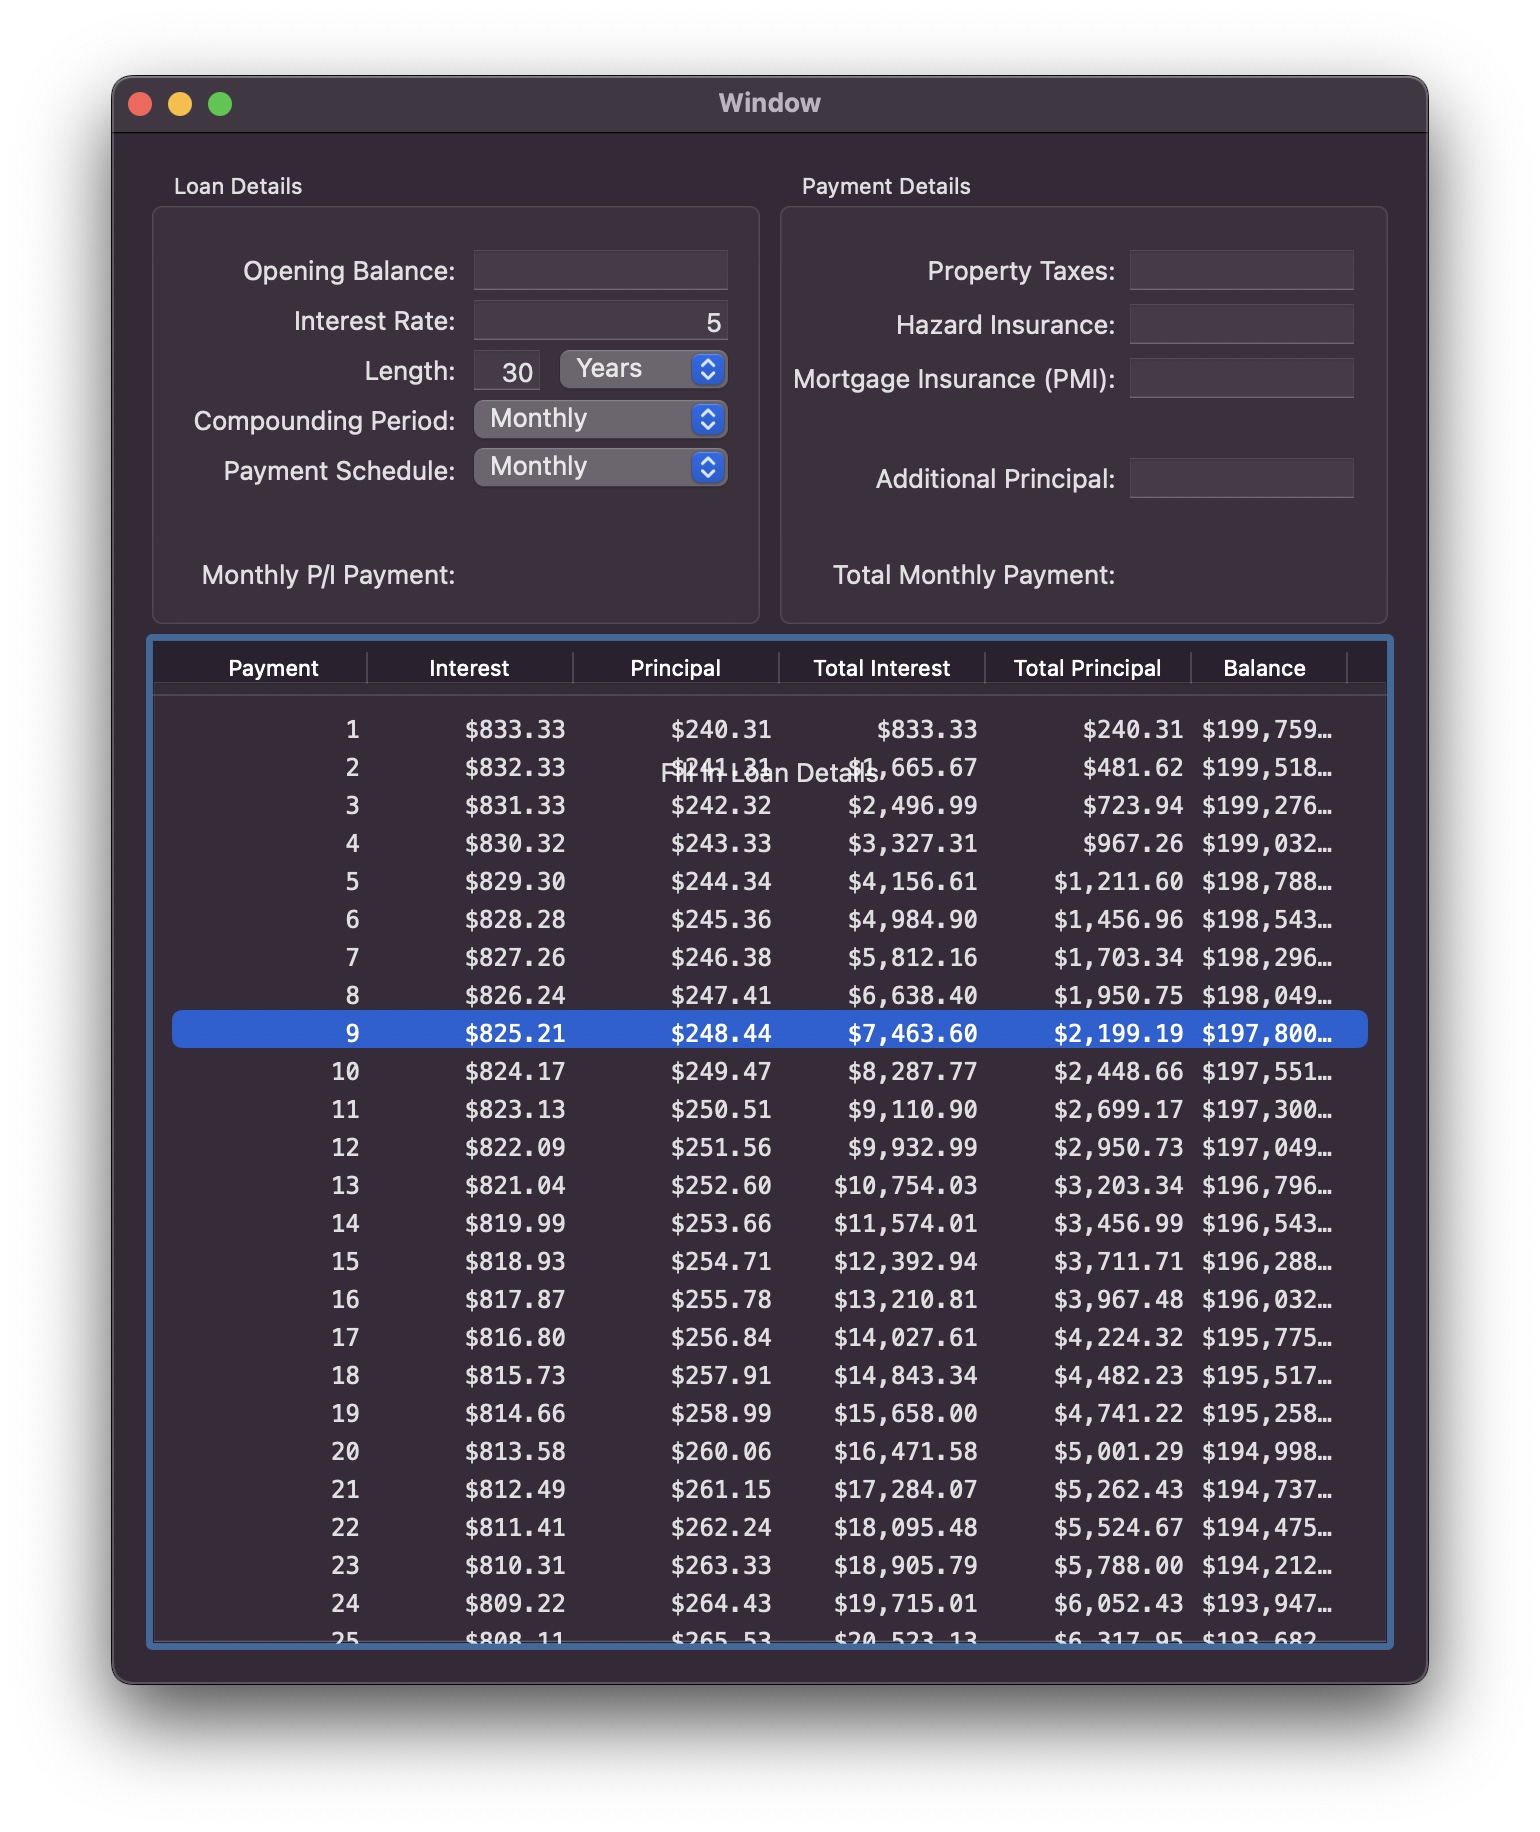 Window
Loan Details
Opening Balance:
Interest Rate: 5
Length: 30 Years
Compounding Period: Monthly
Payment Schedule: Monthly
Monthly P/I Payment:
Payment Details
Property Taxes:
Hazard Insurance:
Mortgage Insurance (PMI):
Additional Principal:
Total Monthly Payment:
Payment Interest Principal Total Interest Total Principal Balance
1 $833.33 $240.31 $833.33 $240.31 $199,759…
2 $832.33 $241.31 $1,665.67 $481.62 $199,518…
Fill in Loan Details
3 $831.33 $242.32 $2,496.99 $723.94 $199,276…
4 $830.32 $243.33 $3,327.31 $967.26 $199,032…
5 $829.30 $244.34 $4,156.61 $1,211.60 $198,788…
6 $828.28 $245.36 $4,984.90 $1,456.96 $198,543…
7 $827.26 $246.38 $5,812.16 $1,703.34 $198,296…
8 $826.24 $247.41 $6,638.40 $1,950.75 $198,049…
9 $825.21 $248.44 $7,463.60 $2,199.19 $197,800…
10 $824.17 $249.47 $8,287.77 $2,448.66 $197,551…
11 $823.13 $250.51 $9,110.90 $2,699.17 $197,300…
12 $822.09 $251.56 $9,932.99 $2,950.73 $197,049…
13 $821.04 $252.60 $10,754.03 $3,203.34 $196,796…
14 $819.99 $253.66 $11,574.01 $3,456.99 $196,543…
15 $818.93 $254.71 $12,392.94 $3,711.71 $196,288…
16 $817.87 $255.78 $13,210.81 $3,967.48 $196,032…
17 $816.80 $256.84 $14,027.61 $4,224.32 $195,775…
18 $815.73 $257.91 $14,843.34 $4,482.23 $195,517…
19 $814.66 $258.99 $15,658.00 $4,741.22 $195,258…
20 $813.58 $260.06 $16,471.58 $5,001.29 $194,998…
21 $812.49 $261.15 $17,284.07 $5,262.43 $194,737…
22 $811.41 $262.24 $18,095.48 $5,524.67 $194,475…
23 $810.31 $263.33 $18,905.79 $5,788.00 $194,212…
24 $809.22 $264.43 $19,715.01 $6,052.43 $193,947…
25 $808.11 $265.53 $20,523.13 $6,317.95 $193,682…